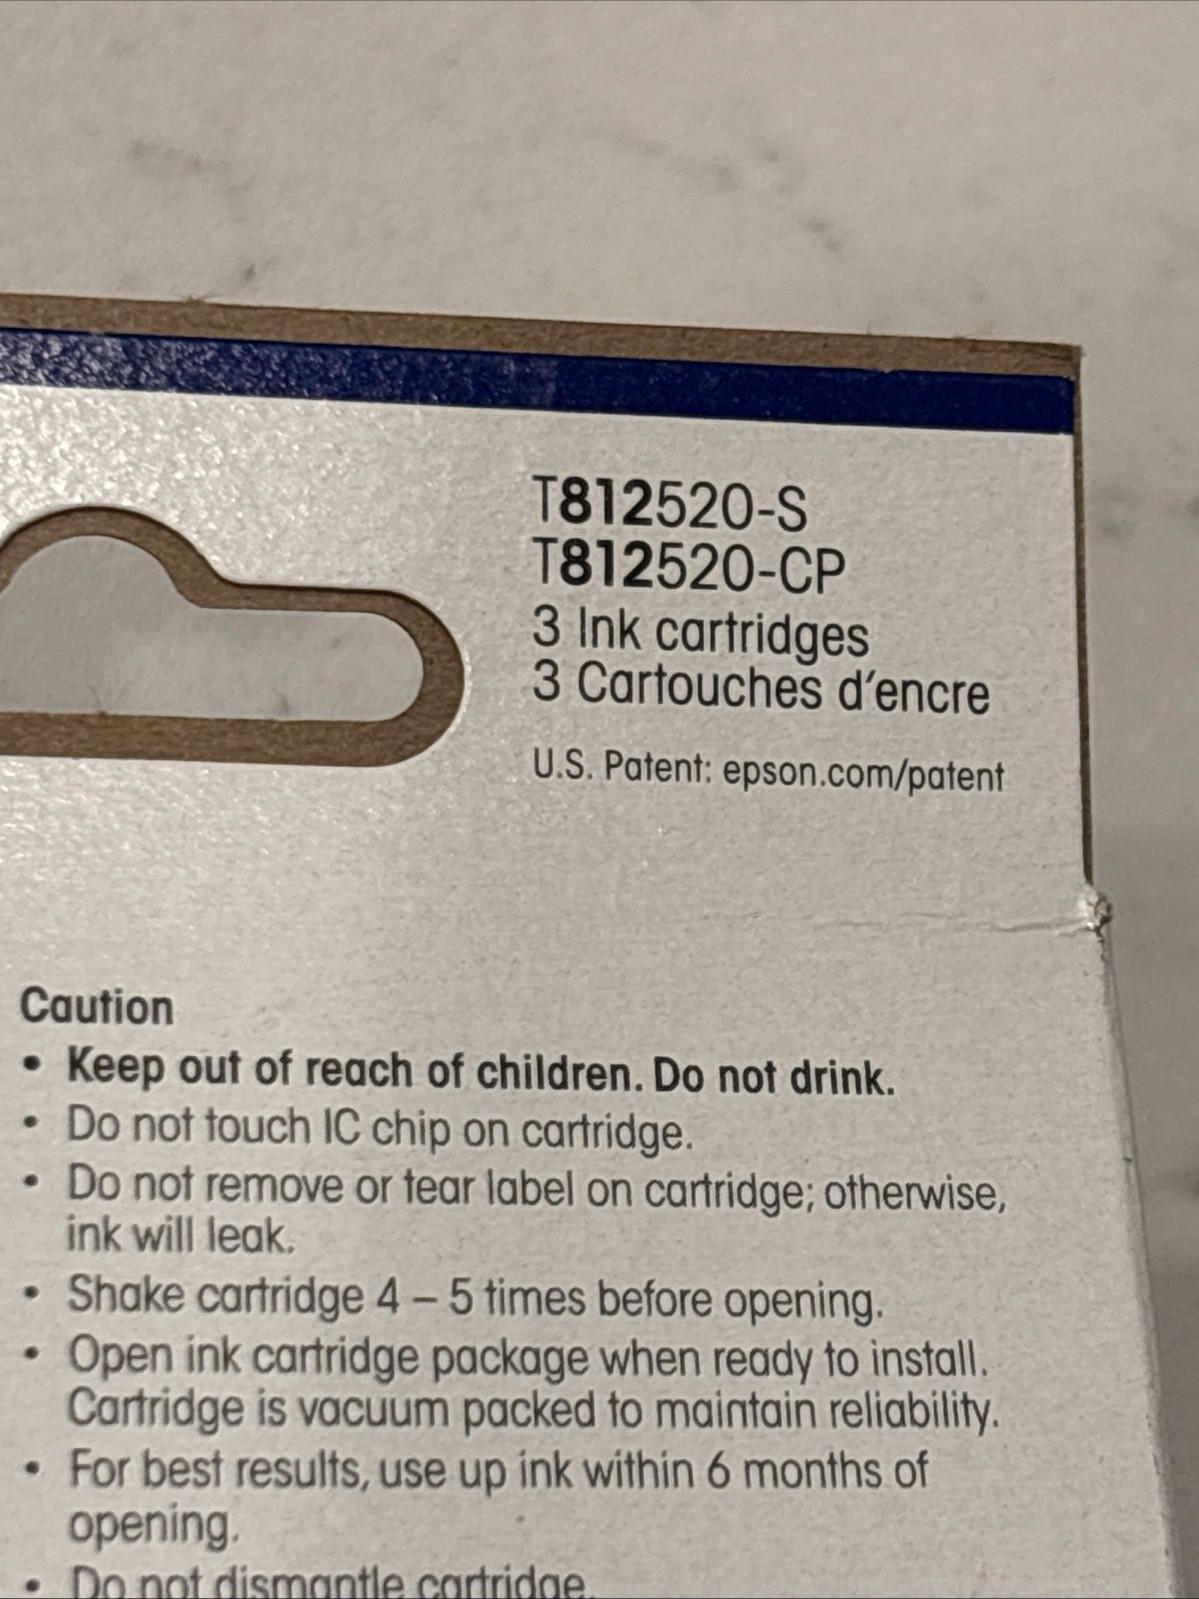 T812520-S
T812520-CP
3 Ink cartridges
3 Cartouches d'encre
U.S. Patent: epson.com/patent
Caution
• Keep out of reach of children. Do not drink.
• Do not touch IC chip on cartridge.
• Do not remove or tear label on cartridge; otherwise,
ink will leak.
• Shake cartridge 4 – 5 times before opening.
• Open ink cartridge package when ready to install.
Cartridge is vacuum packed to maintain reliability.
• For best results, use up ink within 6 months of
opening.
• Do not dismantle cartridge.